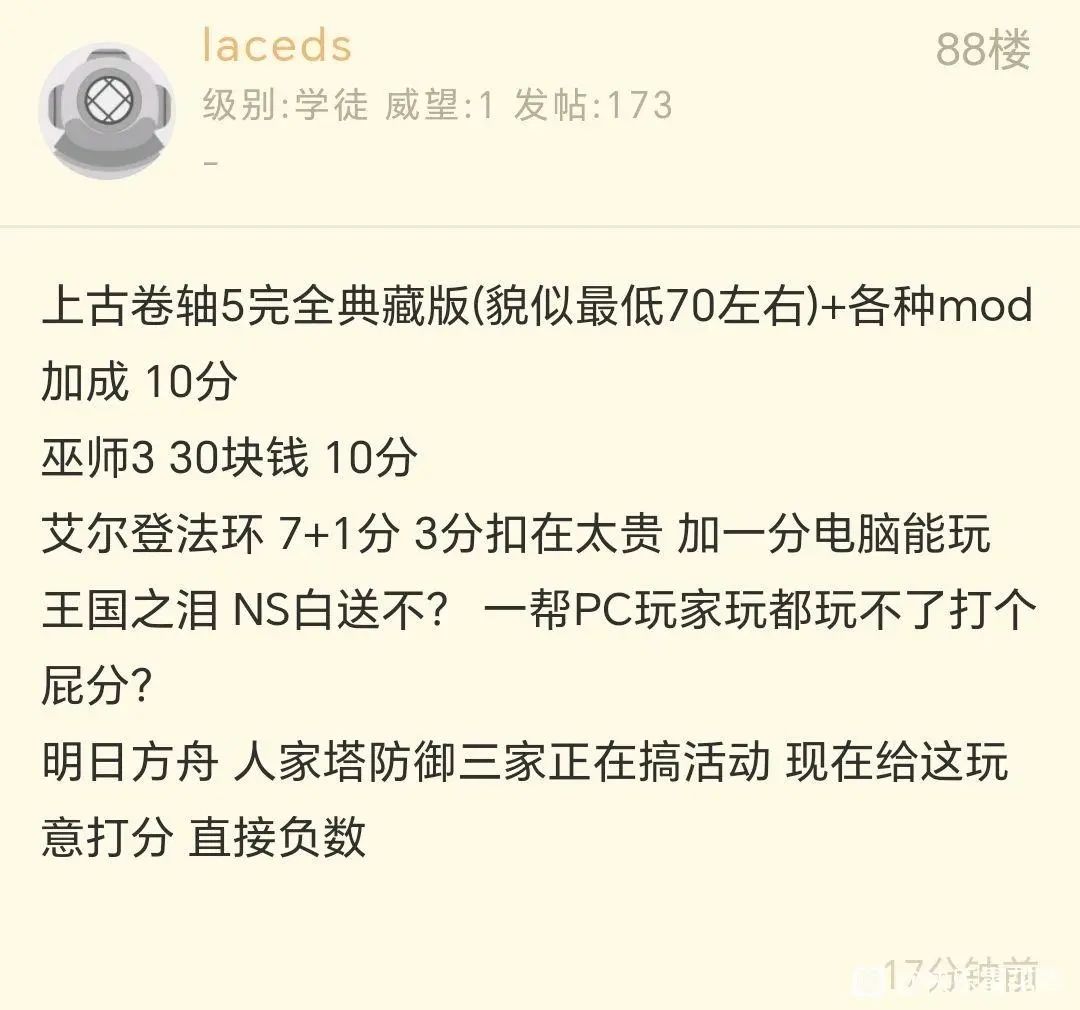 laceds
88楼
级别:学徒 威望:1 发帖:173
-
上古卷轴5完全典藏版(貌似最低70左右)+各种mod
加成 10分
巫师3 30块钱 10分
艾尔登法环 7+1分 3分扣在太贵 加一分电脑能玩
王国之泪 NS白送不? 一帮PC玩家玩都玩不了打个
屁分?
明日方舟 人家塔防御三家正在搞活动 现在给这玩
意打分 直接负数
17分钟前